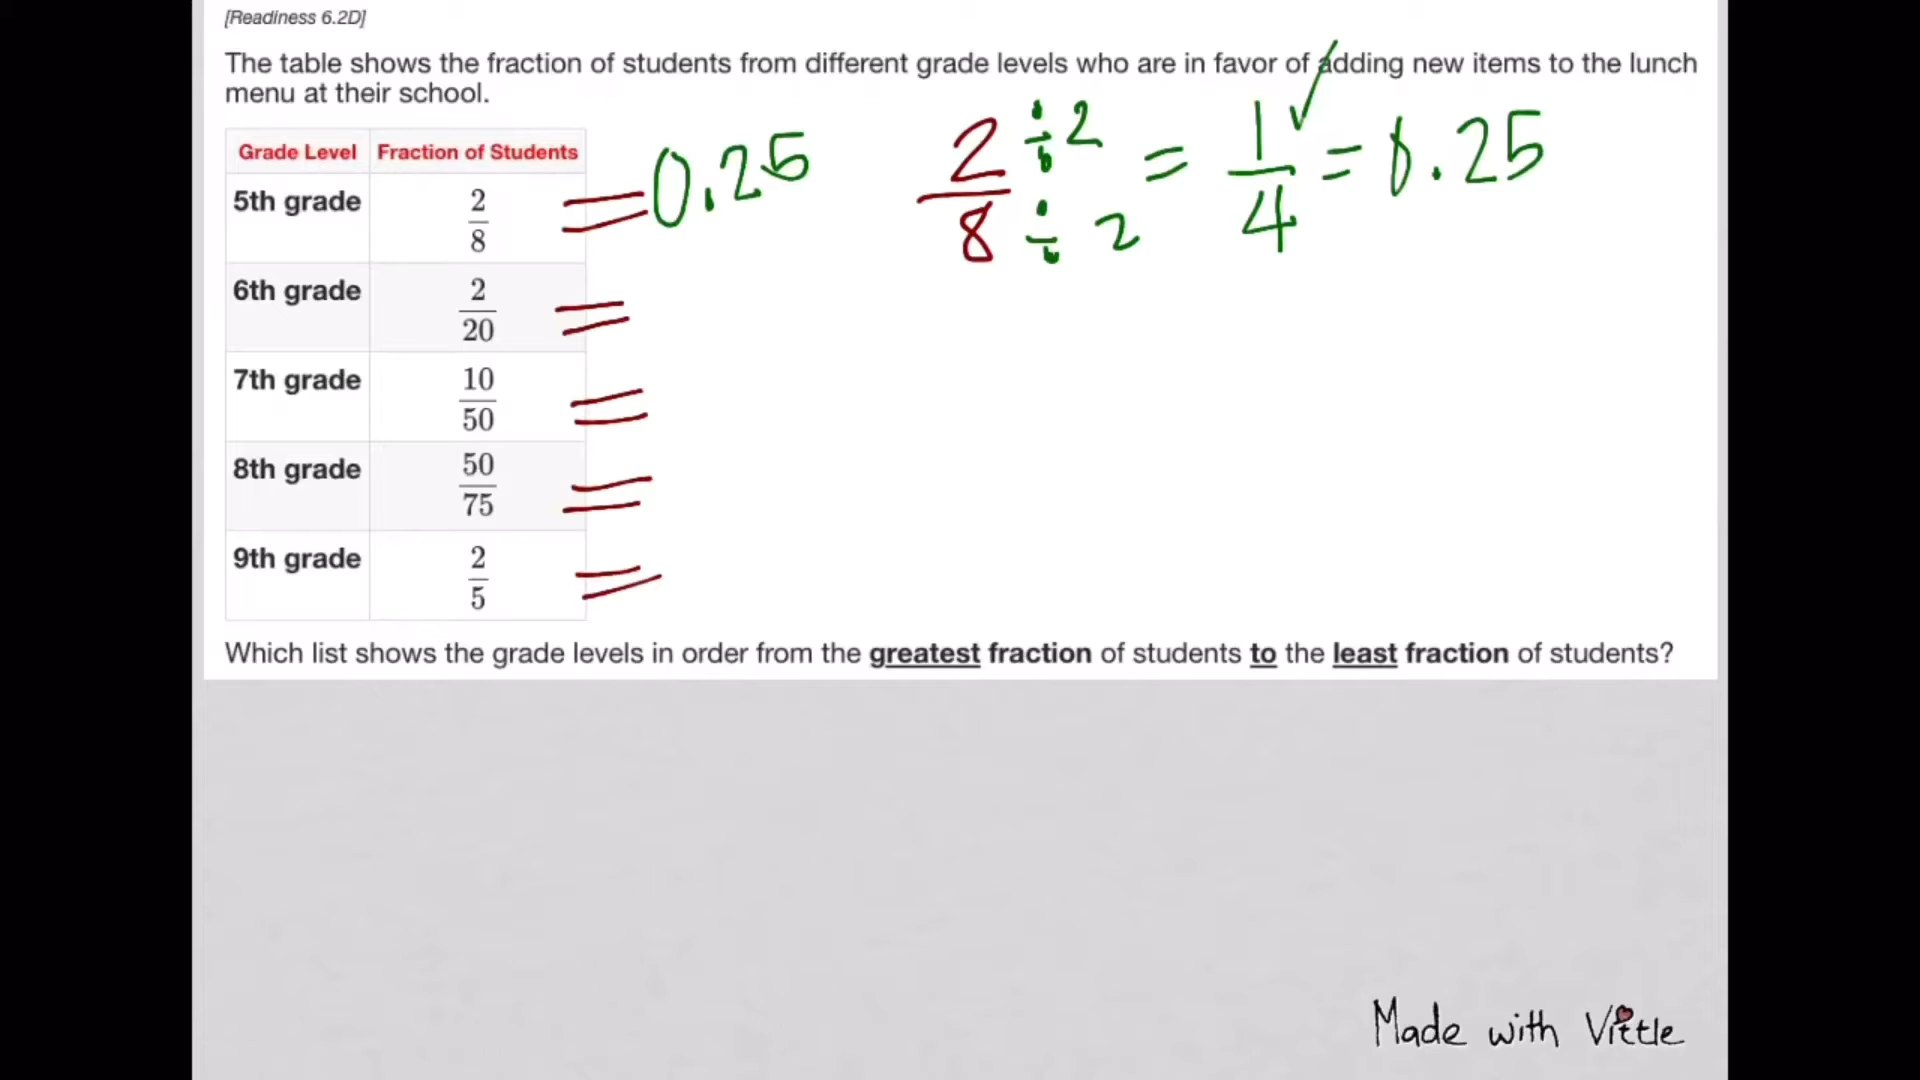 [Readiness 6.2D]
The table shows the fraction of students from different grade levels who are in favor of adding new items to the lunch
menu at their school.
Grade Level Fraction of Students
5th grade 2/8 = 0.25
2 ÷ 2 / 8 ÷ 2 = 1/4 = 0.25
6th grade 2/20 =
7th grade 10/50 =
8th grade 50/75 =
9th grade 2/5 =
Which list shows the grade levels in order from the greatest fraction of students to the least fraction of students?
Made with Vittle